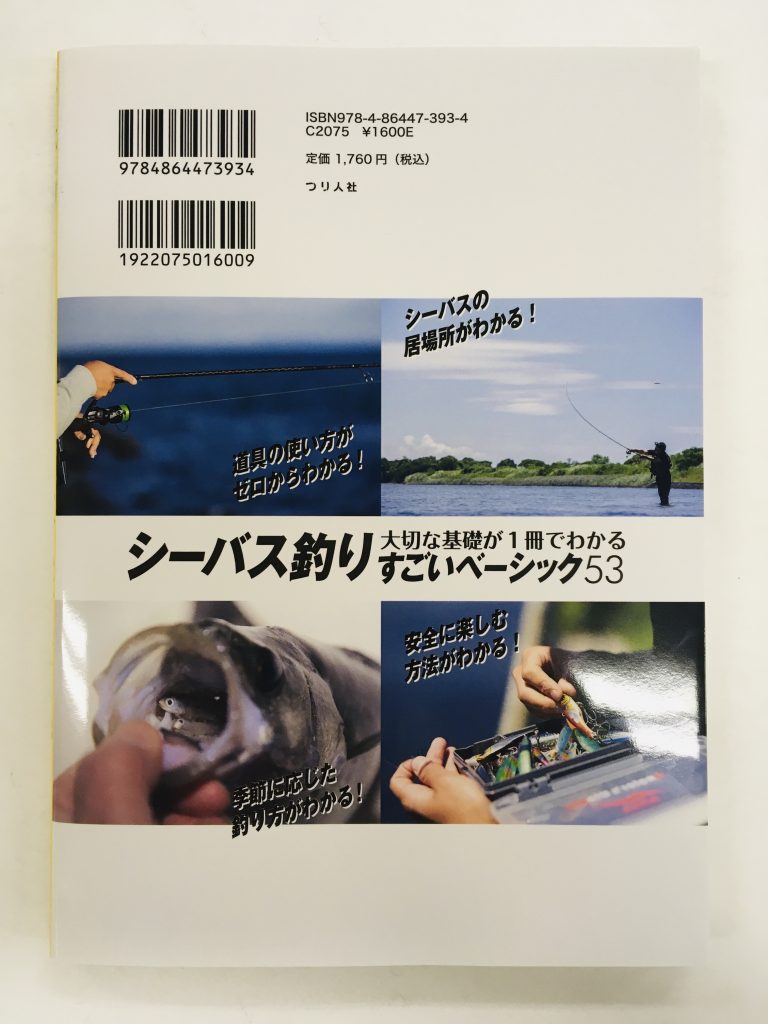 9784864473934
1922075016009
ISBN978-4-86447-393-4
C2075 ¥1600E
定価 1,760円（税込）
つり人社
シーバスの
居場所がわかる！
道具の使い方が
ゼロからわかる！
シーバス釣り
大切な基礎が1冊でわかる
すごいベーシック53
安全に楽しむ
方法がわかる！
季節に応じた
釣り方がわかる！